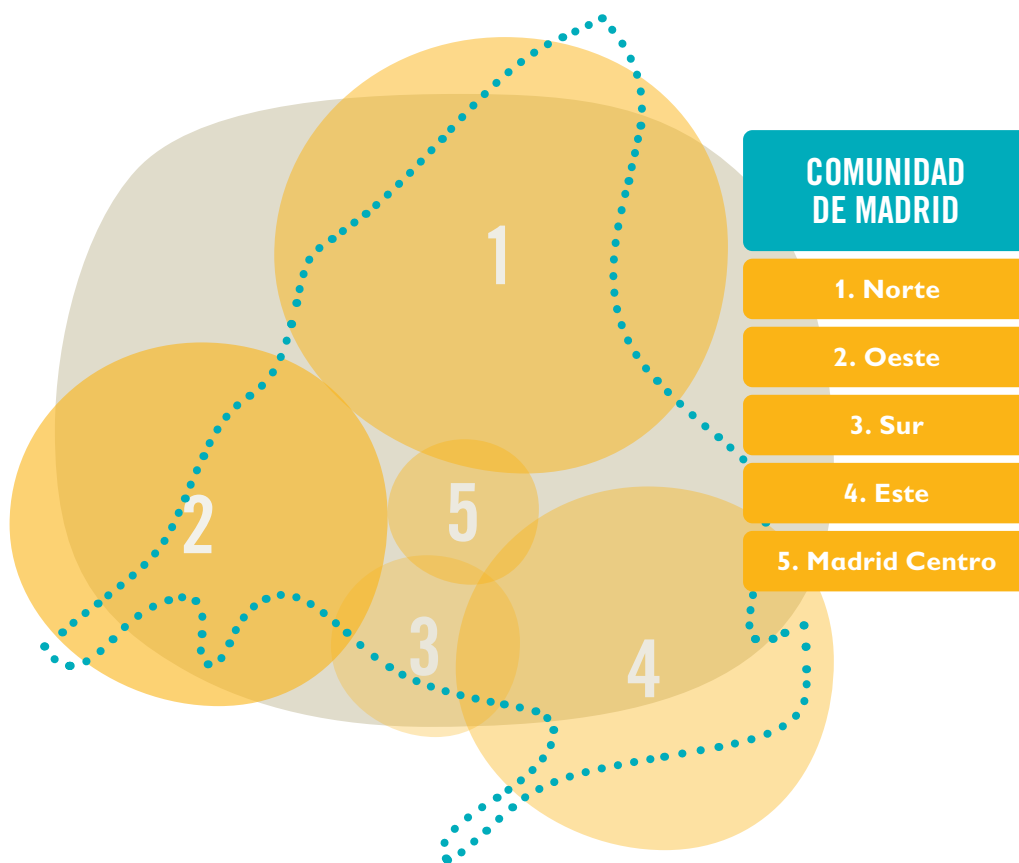 1
2
5
3
4
COMUNIDAD
DE MADRID
1. Norte
2. Oeste
3. Sur
4. Este
5. Madrid Centro